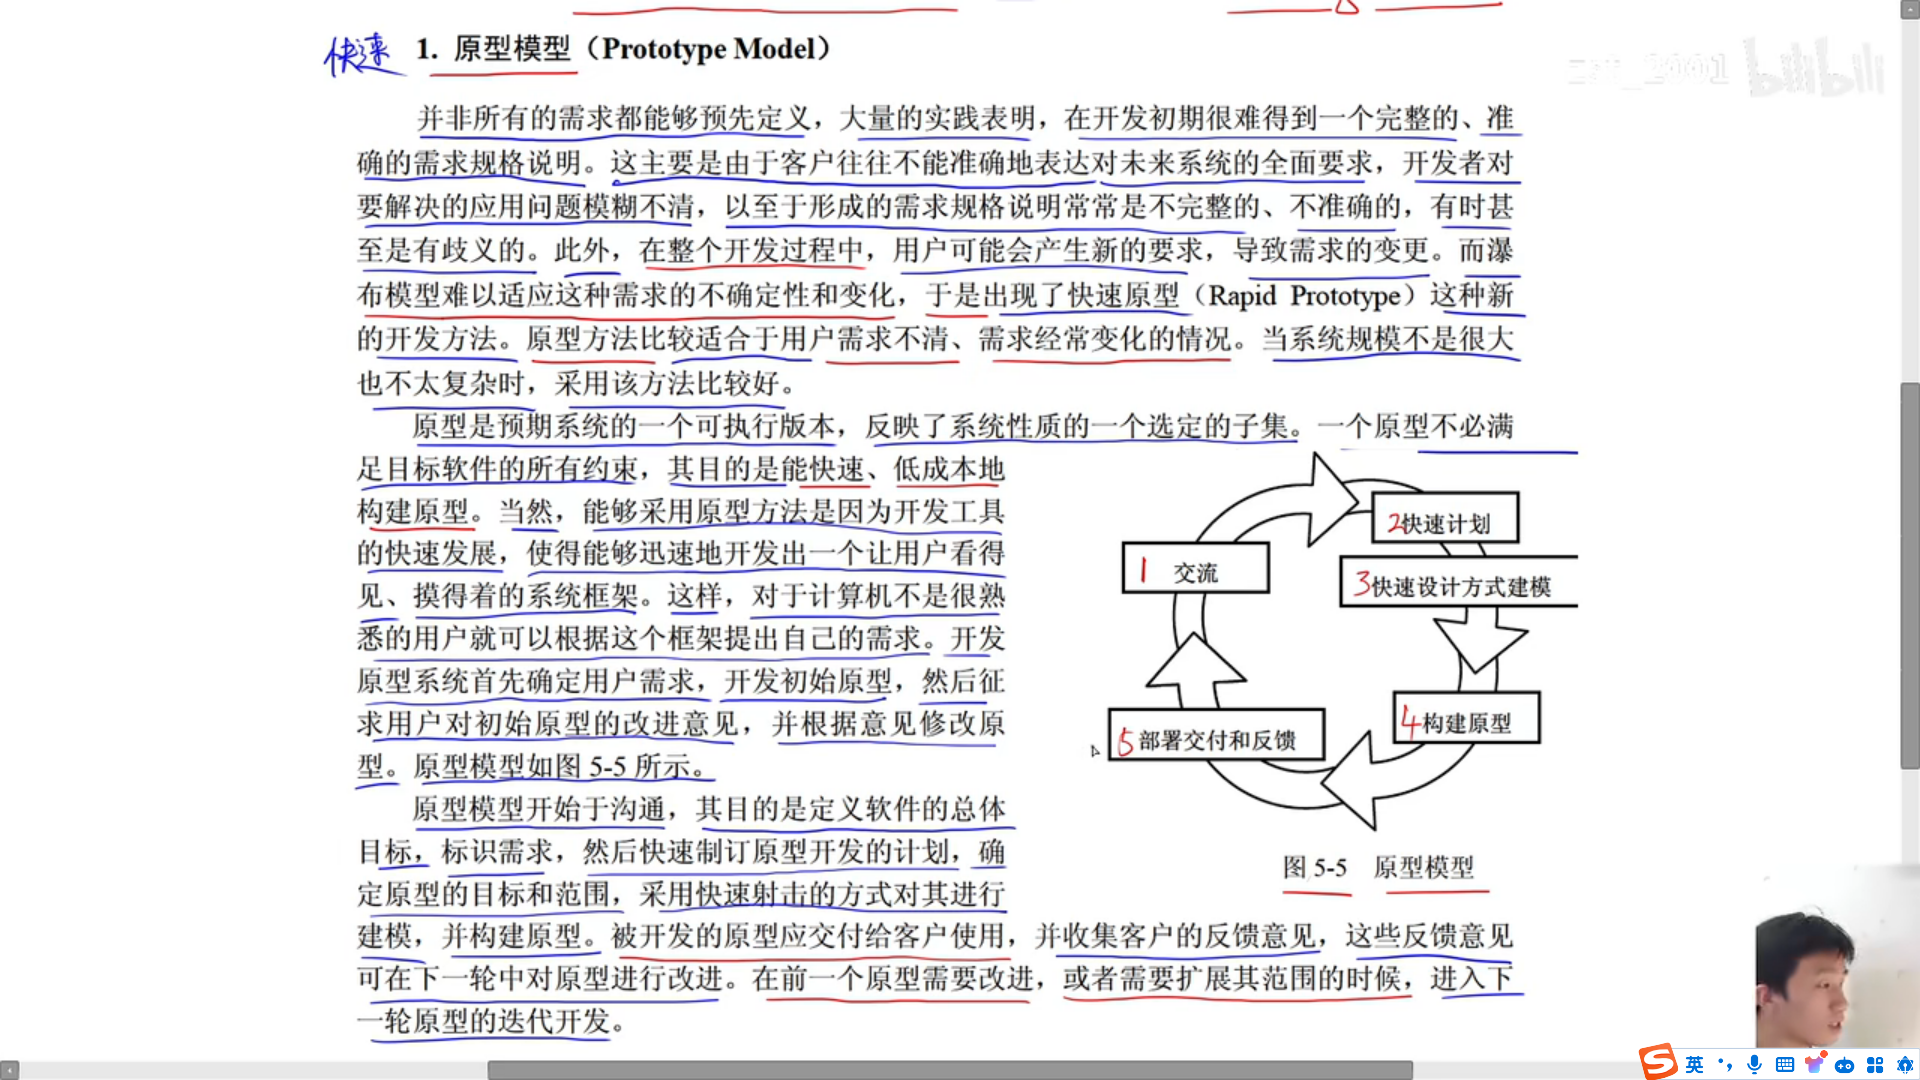 快速 1. 原型模型（Prototype Model）
bilibili
并非所有的需求都能够预先定义，大量的实践表明，在开发初期很难得到一个完整的、准
确的需求规格说明。这主要是由于客户往往不能准确地表达对未来系统的全面要求，开发者对
要解决的应用问题模糊不清，以至于形成的需求规格说明常常是不完整的、不准确的，有时甚
至是有歧义的。此外，在整个开发过程中，用户可能会产生新的要求，导致需求的变更。而瀑
布模型难以适应这种需求的不确定性和变化，于是出现了快速原型（Rapid Prototype）这种新
的开发方法。原型方法比较适合于用户需求不清、需求经常变化的情况。当系统规模不是很大
也不太复杂时，采用该方法比较好。
原型是预期系统的一个可执行版本，反映了系统性质的一个选定的子集。一个原型不必满
足目标软件的所有约束，其目的是能快速、低成本地
构建原型。当然，能够采用原型方法是因为开发工具
的快速发展，使得能够迅速地开发出一个让用户看得
见、摸得着的系统框架。这样，对于计算机不是很熟
悉的用户就可以根据这个框架提出自己的需求。开发
原型系统首先确定用户需求，开发初始原型，然后征
求用户对初始原型的改进意见，并根据意见修改原
型。原型模型如图 5-5 所示。
原型模型开始于沟通，其目的是定义软件的总体
目标，标识需求，然后快速制订原型开发的计划，确
定原型的目标和范围，采用快速射击的方式对其进行
建模，并构建原型。被开发的原型应交付给客户使用，并收集客户的反馈意见，这些反馈意见
可在下一轮中对原型进行改进。在前一个原型需要改进，或者需要扩展其范围的时候，进入下
一轮原型的迭代开发。
1 交流
2快速计划
3快速设计方式建模
4构建原型
5部署交付和反馈
图 5-5 原型模型
英